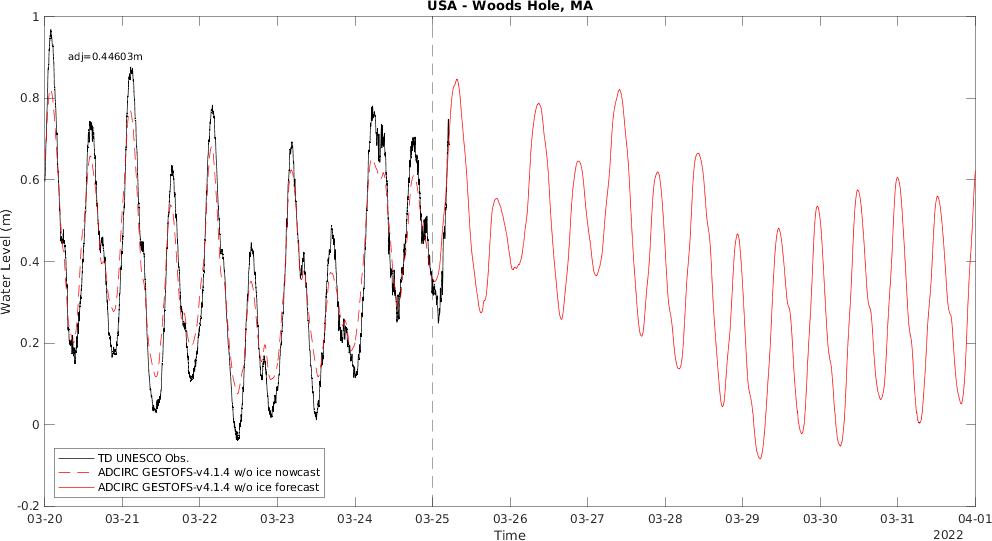 USA - Woods Hole, MA
adj=0.44603m
Water Level (m)
1
0.8
0.6
0.4
0.2
0
-0.2
TD UNESCO Obs.
ADCIRC GESTOFS-v4.1.4 w/o ice nowcast
ADCIRC GESTOFS-v4.1.4 w/o ice forecast
03-20 03-21 03-22 03-23 03-24 03-25 03-26 03-27 03-28 03-29 03-30 03-31 04-01
Time
2022